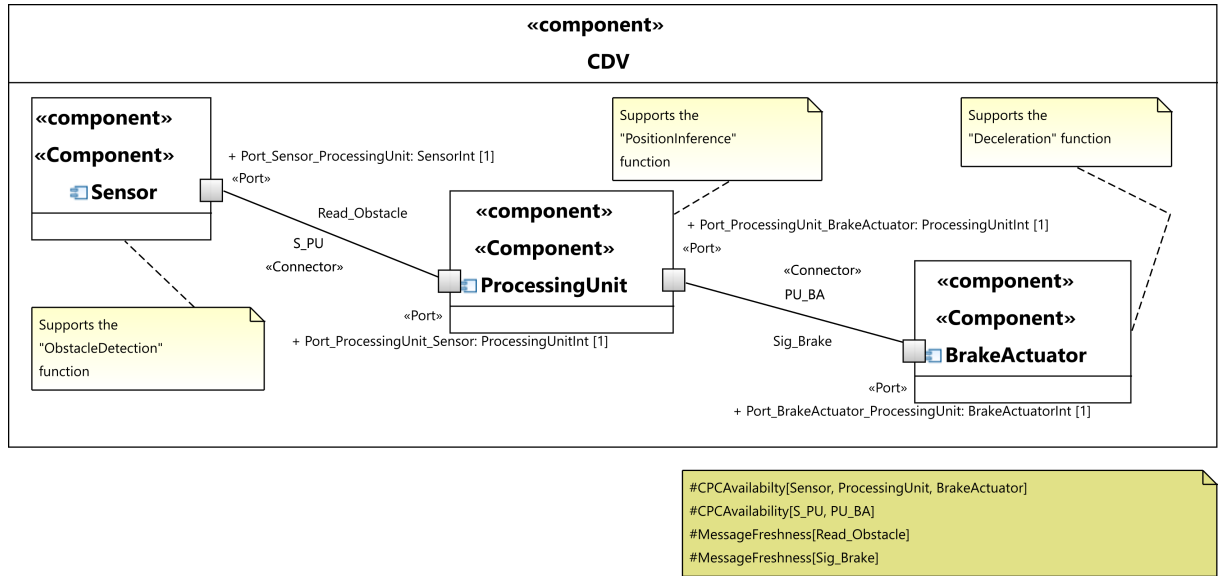 «component»
CDV
«component»
«Component»
Sensor
+ Port_Sensor_ProcessingUnit: SensorInt [1]
«Port»
Supports the
"PositionInference"
function
Supports the
"Deceleration" function
Read_Obstacle
S_PU
«Connector»
«component»
«Component»
ProcessingUnit
+ Port_ProcessingUnit_BrakeActuator: ProcessingUnitInt [1]
«Port»
«Connector»
PU_BA
Sig_Brake
«component»
«Component»
BrakeActuator
Supports the
"ObstacleDetection"
function
«Port»
+ Port_ProcessingUnit_Sensor: ProcessingUnitInt [1]
«Port»
+ Port_BrakeActuator_ProcessingUnit: BrakeActuatorInt [1]
#CPCAvailabilty[Sensor, ProcessingUnit, BrakeActuator]
#CPCAvailability[S_PU, PU_BA]
#MessageFreshness[Read_Obstacle]
#MessageFreshness[Sig_Brake]